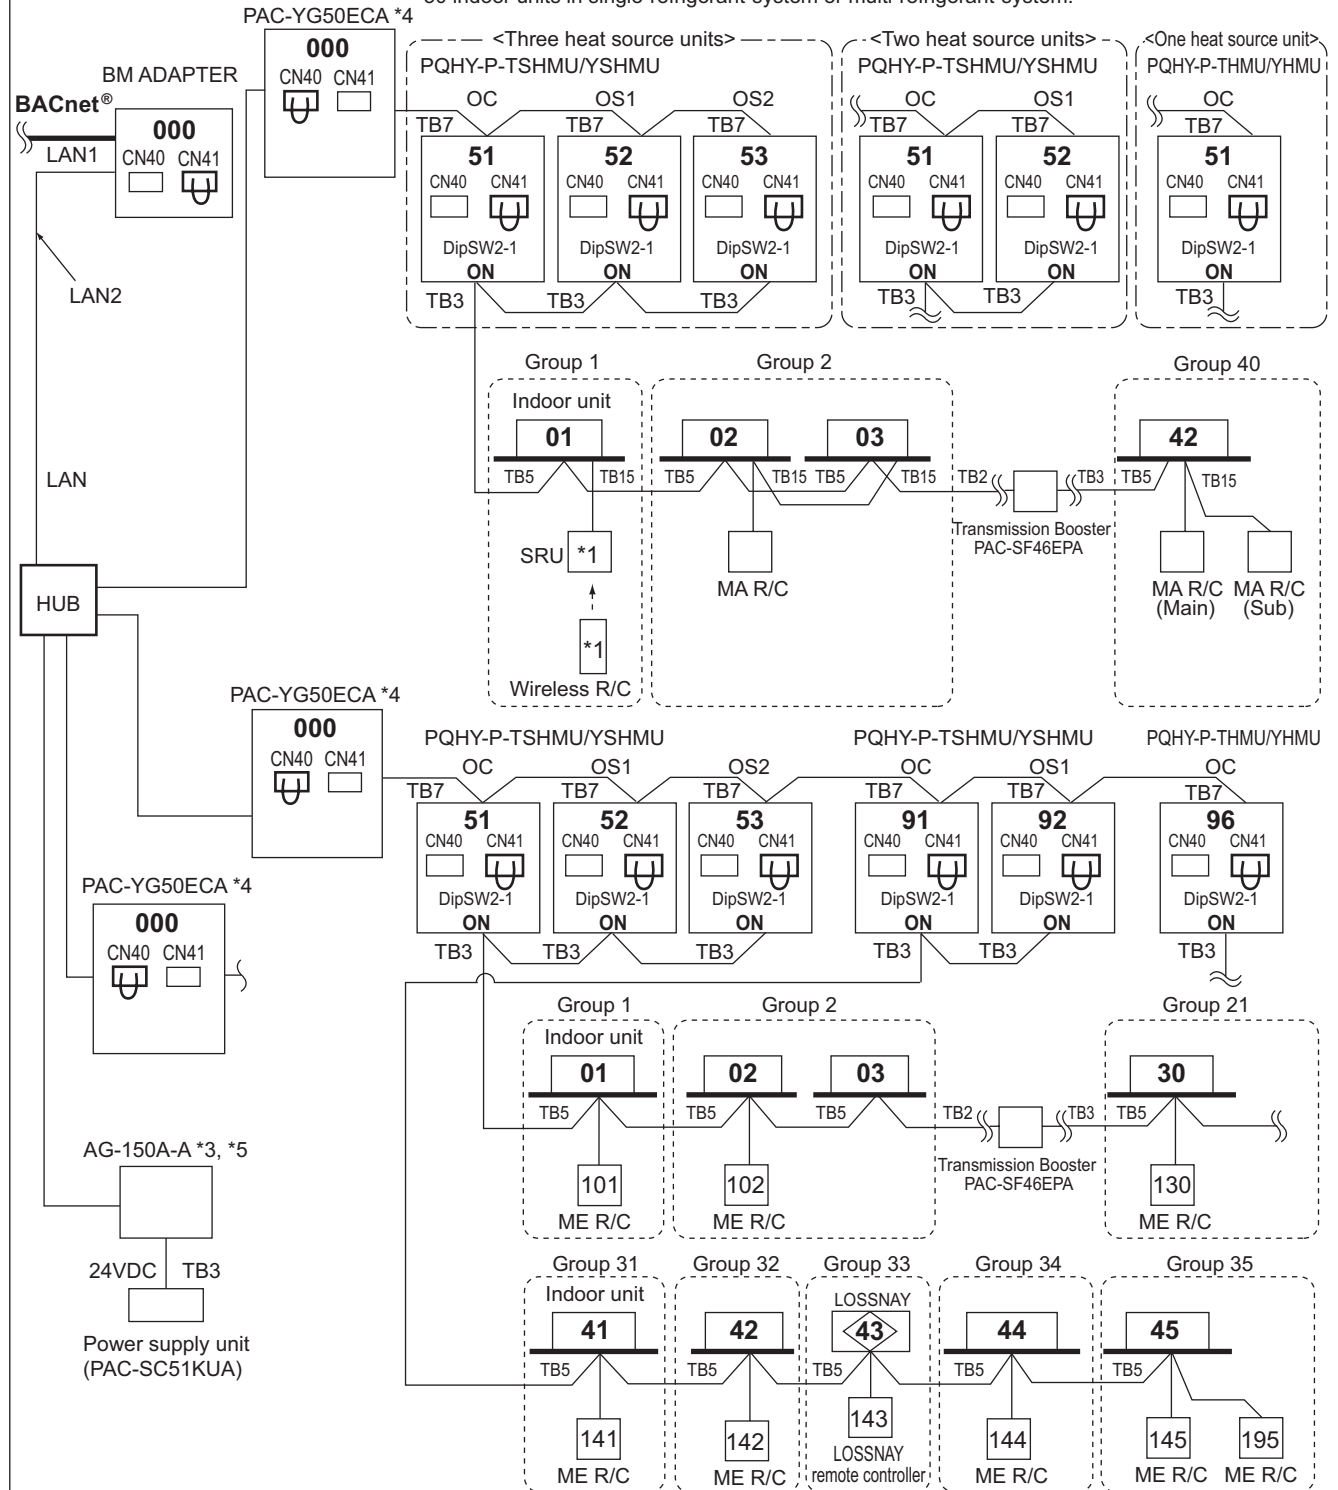 50 indoor units in single refrigerant system or multi refrigerant system.
PAC-YG50ECA *4
000
CN40 CN41
BM ADAPTER
BACnet®
000
LAN1
CN40 CN41
LAN2
LAN
HUB
<Three heat source units>
PQHY-P-TSHMU/YSHMU
OC OS1 OS2
TB7 TB7 TB7
51 52 53
CN40 CN41 CN40 CN41 CN40 CN41
DipSW2-1 DipSW2-1 DipSW2-1
ON ON ON
TB3 TB3 TB3
<Two heat source units>
PQHY-P-TSHMU/YSHMU
OC OS1
TB7 TB7
51 52
CN40 CN41 CN40 CN41
DipSW2-1 DipSW2-1
ON ON
TB3 TB3
<One heat source unit>
PQHY-P-THMU/YHMU
OC
TB7
51
CN40 CN41
DipSW2-1
ON
TB3
Group 1 Group 2 Group 40
Indoor unit
01 02 03 42
TB5 TB15 TB5 TB15 TB5 TB15 TB2 TB3 TB5 TB15
Transmission Booster
PAC-SF46EPA
SRU *1
MA R/C
MA R/C
(Main)
MA R/C
(Sub)
*1
Wireless R/C
PAC-YG50ECA *4
000
CN40 CN41
PQHY-P-TSHMU/YSHMU PQHY-P-TSHMU/YSHMU PQHY-P-THMU/YHMU
OC OS1 OS2 OC OS1 OC
TB7 TB7 TB7 TB7 TB7 TB7
51 52 53 91 92 96
CN40 CN41 CN40 CN41 CN40 CN41 CN40 CN41 CN40 CN41 CN40 CN41
DipSW2-1 DipSW2-1 DipSW2-1 DipSW2-1 DipSW2-1 DipSW2-1
ON ON ON ON ON ON
TB3 TB3 TB3 TB3 TB3 TB3
PAC-YG50ECA *4
000
CN40 CN41
Group 1 Group 2 Group 21
Indoor unit
01 02 03 30
TB5 TB5 TB5 TB2 TB3 TB5
Transmission Booster
PAC-SF46EPA
101 102 130
ME R/C ME R/C ME R/C
AG-150A-A *3, *5
24VDC TB3
Power supply unit
(PAC-SC51KUA)
Group 31 Group 32 Group 33 Group 34 Group 35
Indoor unit LOSSNAY
41 42 43 44 45
TB5 TB5 TB5 TB5 TB5
141 142 143 144 145 195
ME R/C ME R/C
LOSSNAY
remote controller
ME R/C ME R/C ME R/C